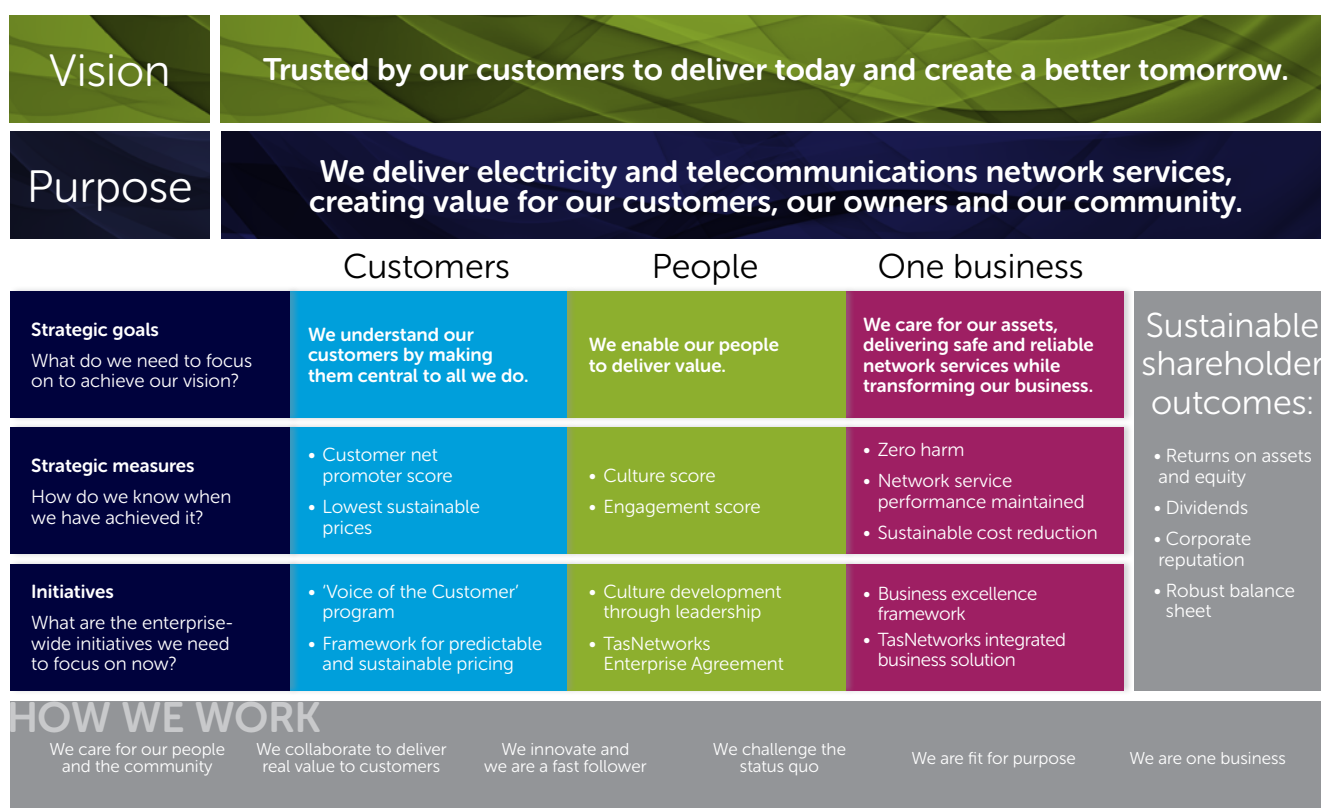 Vision
Trusted by our customers to deliver today and create a better tomorrow.
Purpose
We deliver electricity and telecommunications network services,
creating value for our customers, our owners and our community.
Customers
People
One business
Strategic goals
What do we need to focus
on to achieve our vision?
We understand our
customers by making
them central to all we do.
We enable our people
to deliver value.
We care for our assets,
delivering safe and reliable
network services while
transforming our business.
Strategic measures
How do we know when
we have achieved it?
• Customer net
promoter score
• Lowest sustainable
prices
• Culture score
• Engagement score
• Zero harm
• Network service
performance maintained
• Sustainable cost reduction
Initiatives
What are the enterprise-
wide initiatives we need
to focus on now?
• 'Voice of the Customer'
program
• Framework for predictable
and sustainable pricing
• Culture development
through leadership
• TasNetworks
Enterprise Agreement
• Business excellence
framework
• TasNetworks integrated
business solution
Sustainable
shareholder
outcomes:
• Returns on assets
and equity
• Dividends
• Corporate
reputation
• Robust balance
sheet
HOW WE WORK
We care for our people
and the community
We collaborate to deliver
real value to customers
We innovate and
we are a fast follower
We challenge the
status quo
We are fit for purpose
We are one business